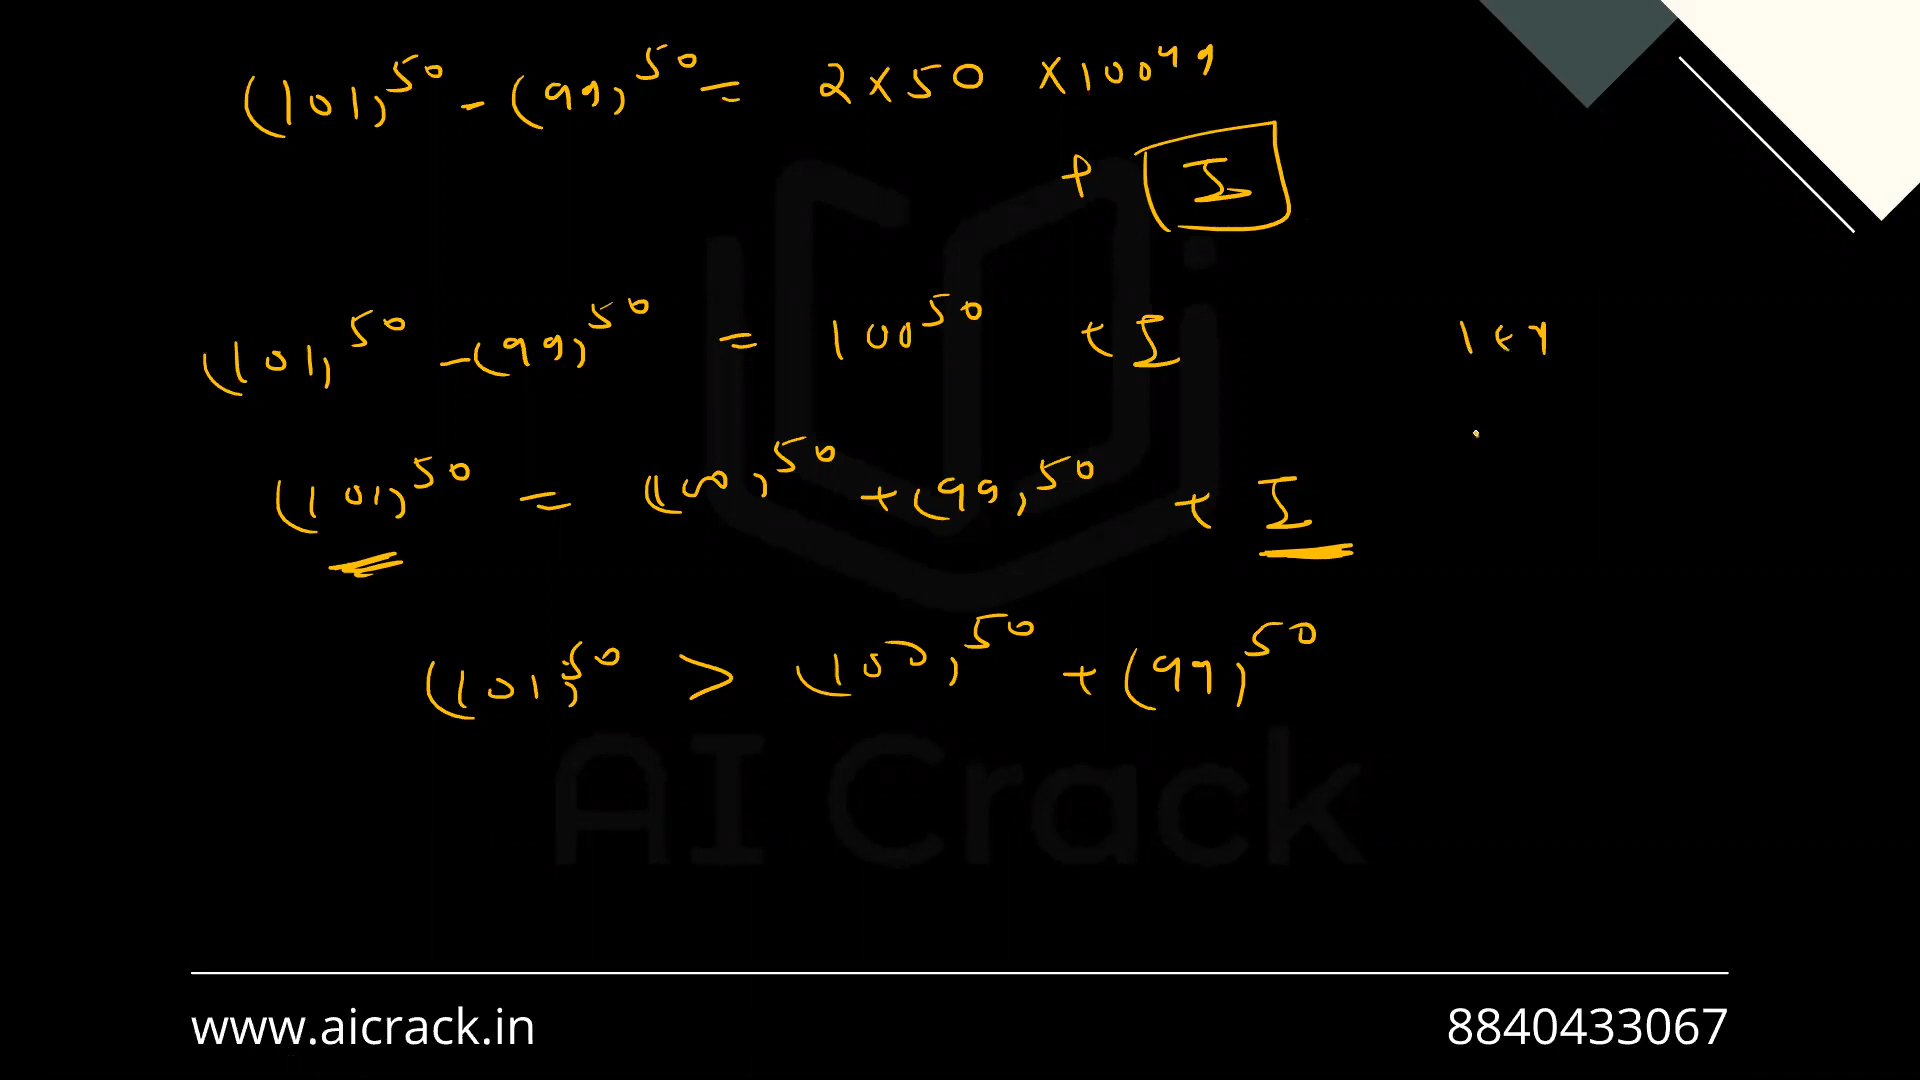 (101)^50 - (99)^50 = 2 × 50 × 100^49
+ I
(101)^50 - (99)^50 = 100^50 + I
(101)^50 = (100)^50 + (99)^50 + I
(101)^50 > (100)^50 + (99)^50
AI Crack
www.aicrack.in 8840433067